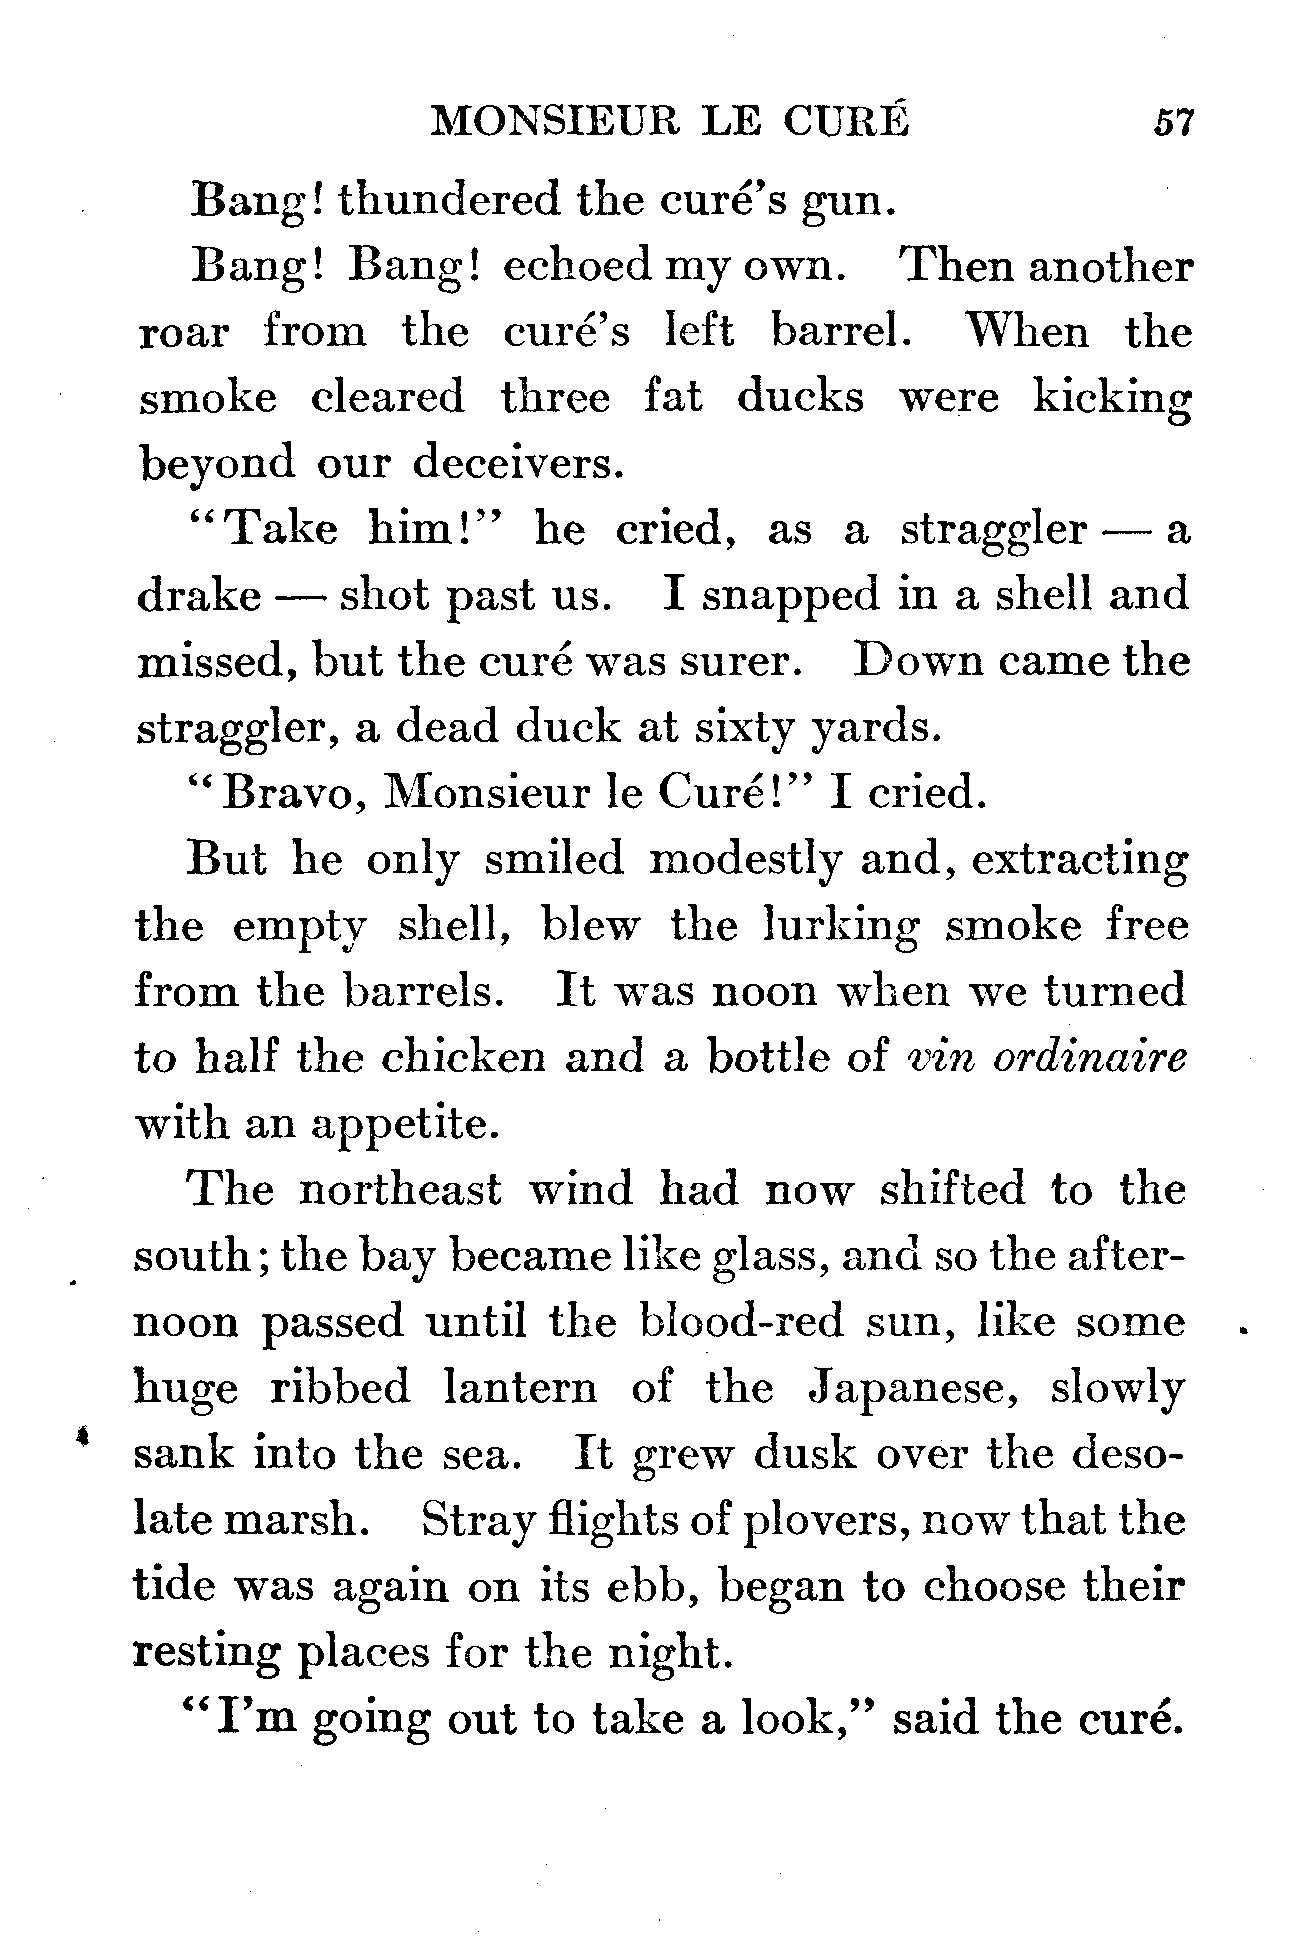 MONSIEUR LE CURÉ 57
Bang! thundered the curé's gun.
Bang! Bang! echoed my own. Then another
roar from the curé's left barrel. When the
smoke cleared three fat ducks were kicking
beyond our deceivers.
“Take him!” he cried, as a straggler — a
drake — shot past us. I snapped in a shell and
missed, but the curé was surer. Down came the
straggler, a dead duck at sixty yards.
“Bravo, Monsieur le Curé!” I cried.
But he only smiled modestly and, extracting
the empty shell, blew the lurking smoke free
from the barrels. It was noon when we turned
to half the chicken and a bottle of vin ordinaire
with an appetite.
The northeast wind had now shifted to the
south; the bay became like glass, and so the after-
noon passed until the blood-red sun, like some
huge ribbed lantern of the Japanese, slowly
sank into the sea. It grew dusk over the deso-
late marsh. Stray flights of plovers, now that the
tide was again on its ebb, began to choose their
resting places for the night.
“I'm going out to take a look,” said the curé.